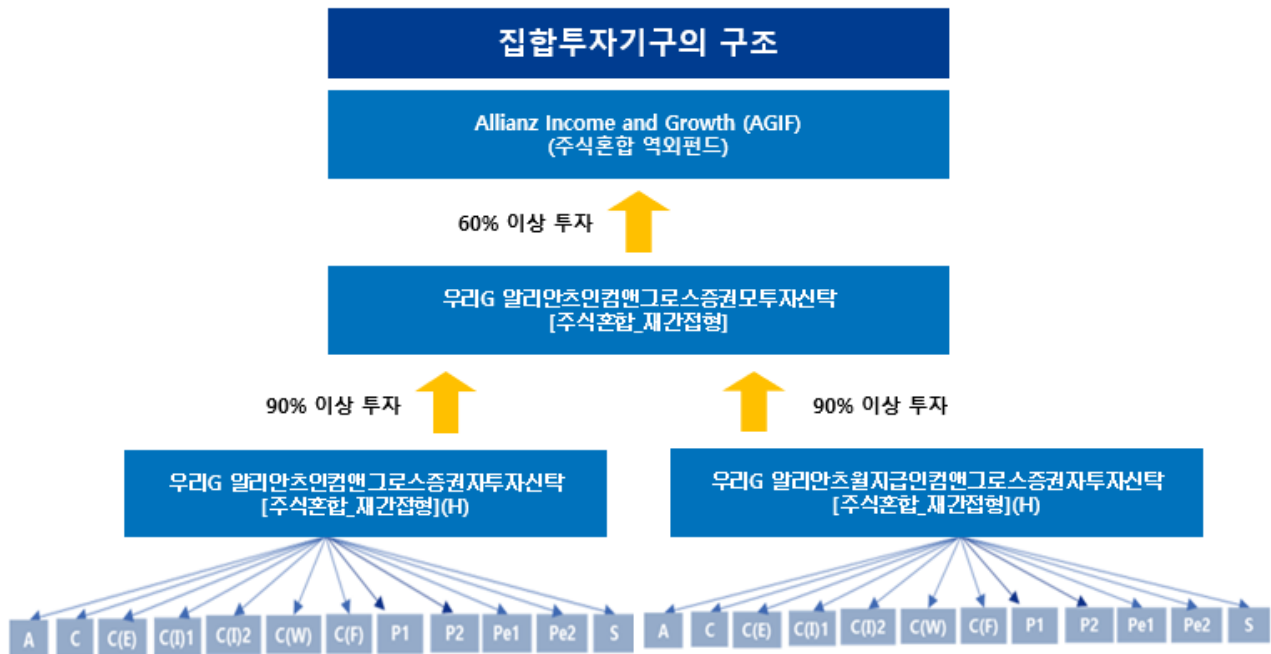 집합투자기구의 구조
Allianz Income and Growth (AGIF)
(주식혼합 역외펀드)
60% 이상 투자
우리G 알리안츠인컴앤그로스증권모투자신탁
[주식혼합_재간접형]
90% 이상 투자
90% 이상 투자
우리G 알리안츠인컴앤그로스증권자투자신탁
[주식혼합_재간접형](H)
우리G 알리안츠월지급인컴앤그로스증권자투자신탁
[주식혼합_재간접형](H)
A C C(E) C(I)1 C(I)2 C(W) C(F) P1 P2 Pe1 Pe2 S
A C C(E) C(I)1 C(I)2 C(W) C(F) P1 P2 Pe1 Pe2 S